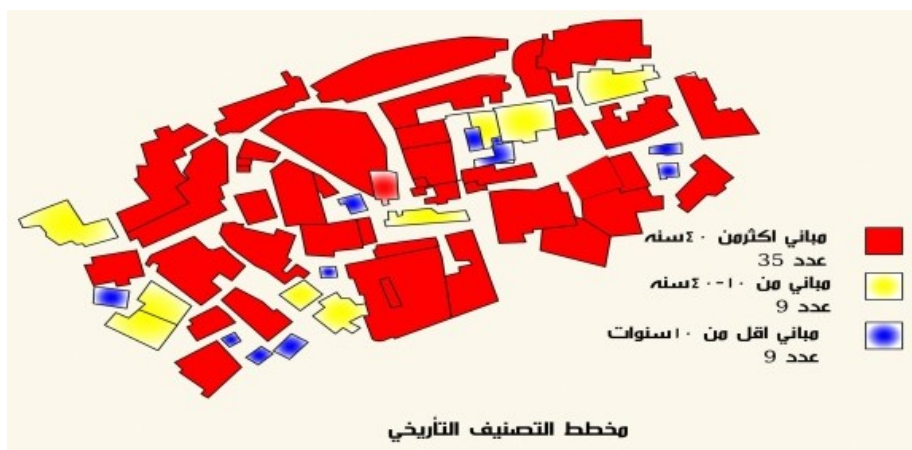 مباني اكثرمن ٤٠سنه
عدد 35
مباني من ١٠-٤٠سنه
عدد 9
مباني اقل من ١٠سنوات
عدد 9
مخطط التصنيف التأريخي